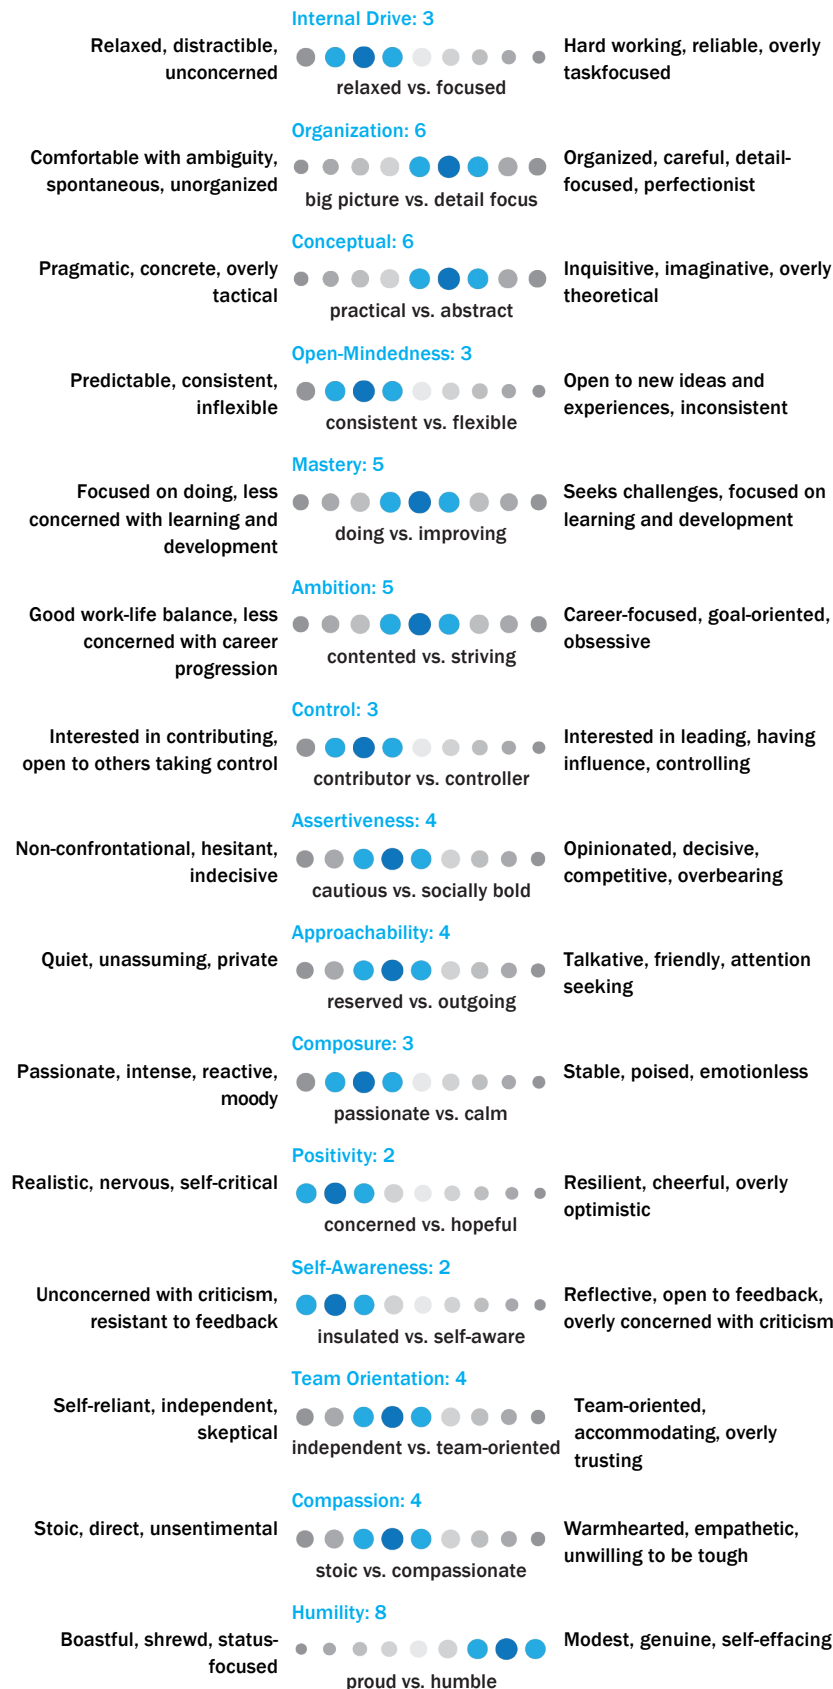 Internal Drive: 3
Relaxed, distractible,
unconcerned
relaxed vs. focused
Hard working, reliable, overly
taskfocused
Organization: 6
Comfortable with ambiguity,
spontaneous, unorganized
big picture vs. detail focus
Organized, careful, detail-
focused, perfectionist
Conceptual: 6
Pragmatic, concrete, overly
tactical
practical vs. abstract
Inquisitive, imaginative, overly
theoretical
Open-Mindedness: 3
Predictable, consistent,
inflexible
consistent vs. flexible
Open to new ideas and
experiences, inconsistent
Mastery: 5
Focused on doing, less
concerned with learning and
development
doing vs. improving
Seeks challenges, focused on
learning and development
Ambition: 5
Good work-life balance, less
concerned with career
progression
contented vs. striving
Career-focused, goal-oriented,
obsessive
Control: 3
Interested in contributing,
open to others taking control
contributor vs. controller
Interested in leading, having
influence, controlling
Assertiveness: 4
Non-confrontational, hesitant,
indecisive
cautious vs. socially bold
Opinionated, decisive,
competitive, overbearing
Approachability: 4
Quiet, unassuming, private
reserved vs. outgoing
Talkative, friendly, attention
seeking
Composure: 3
Passionate, intense, reactive,
moody
passionate vs. calm
Stable, poised, emotionless
Positivity: 2
Realistic, nervous, self-critical
concerned vs. hopeful
Resilient, cheerful, overly
optimistic
Self-Awareness: 2
Unconcerned with criticism,
resistant to feedback
insulated vs. self-aware
Reflective, open to feedback,
overly concerned with criticism
Team Orientation: 4
Self-reliant, independent,
skeptical
independent vs. team-oriented
Team-oriented,
accommodating, overly
trusting
Compassion: 4
Stoic, direct, unsentimental
stoic vs. compassionate
Warmhearted, empathetic,
unwilling to be tough
Humility: 8
Boastful, shrewd, status-
focused
proud vs. humble
Modest, genuine, self-effacing